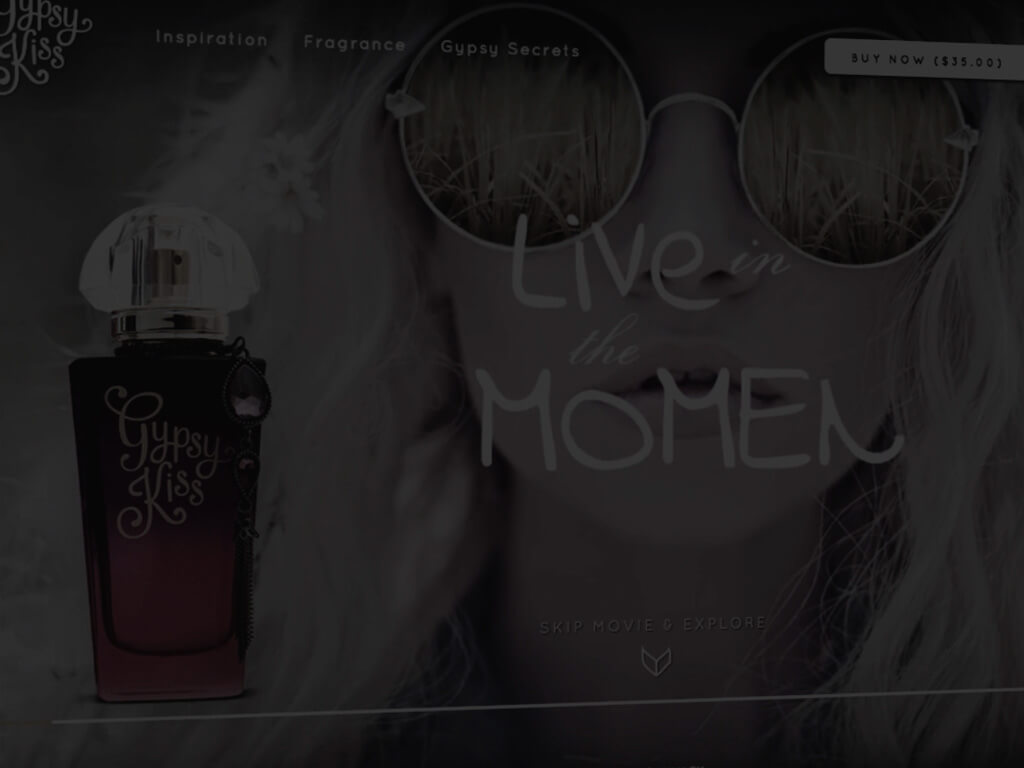 Gypsy
Kiss
Inspiration
Fragrance
Gypsy Secrets
BUY NOW ($35.00)
Live in
the
MOMEN
Gypsy
Kiss
SKIP MOVIE & EXPLORE